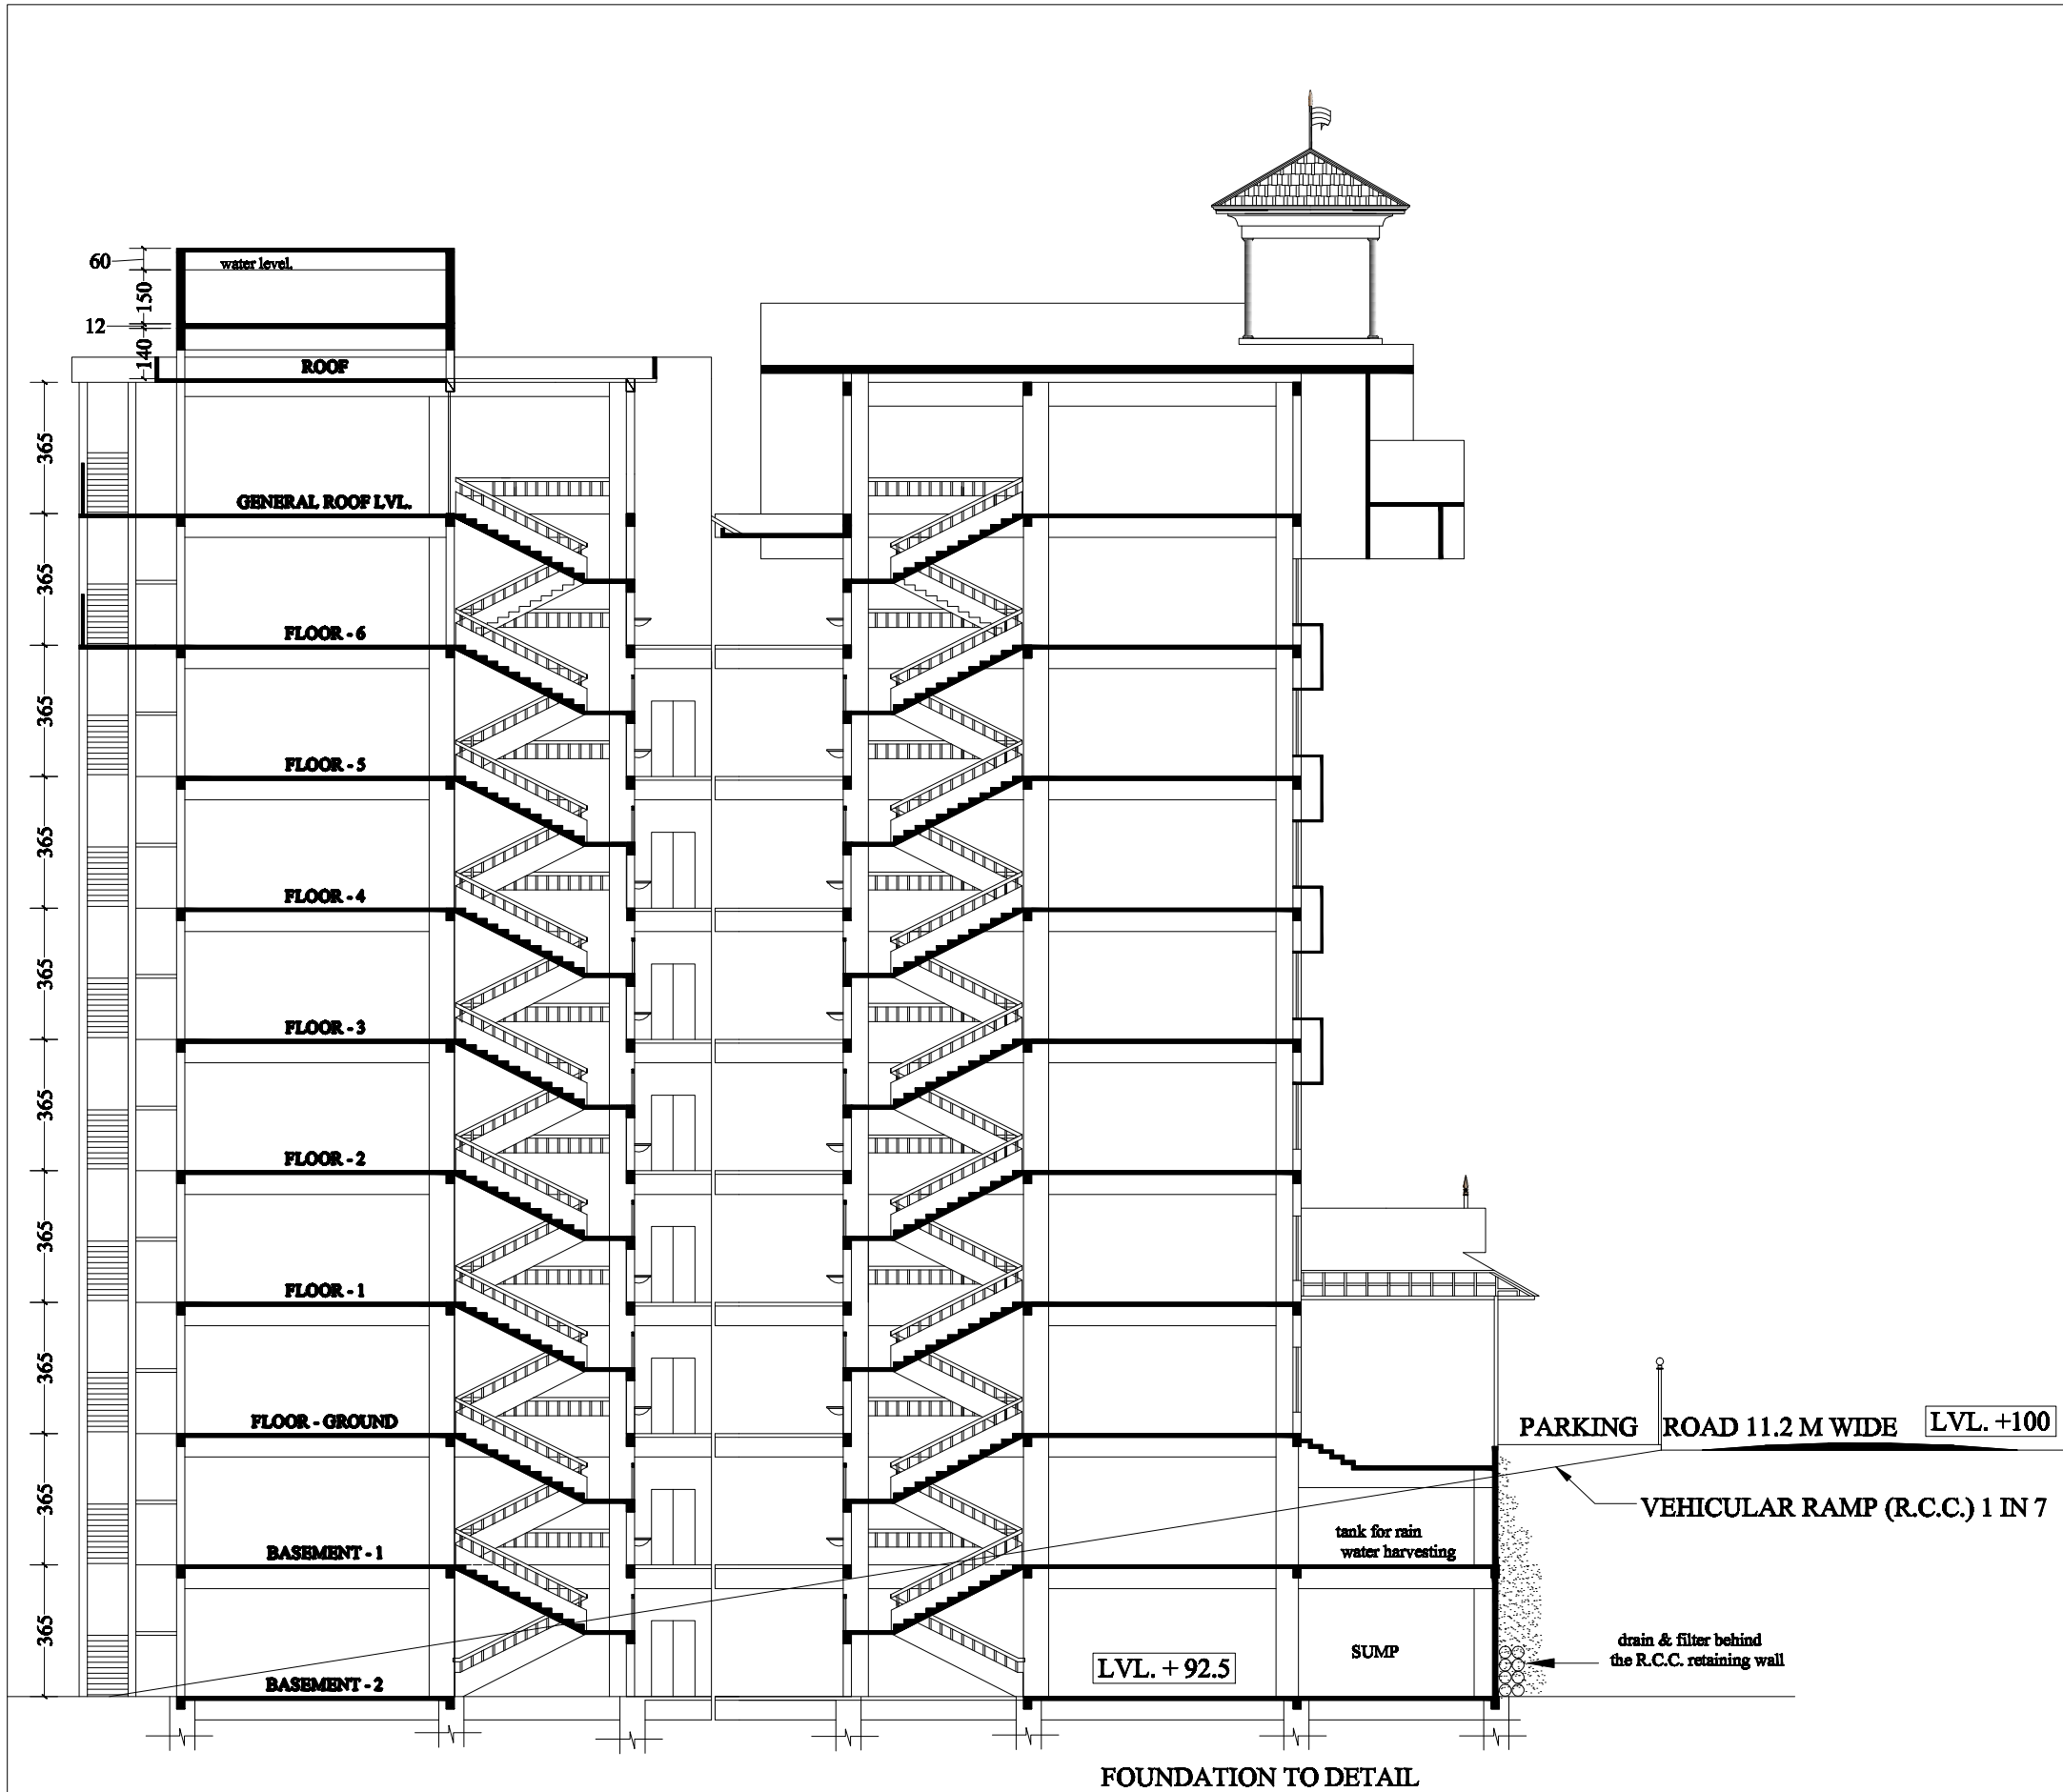 60
water level.
150
12
140
ROOF
365
GENERAL ROOF LVL.
365
FLOOR - 6
365
FLOOR - 5
365
FLOOR - 4
365
FLOOR - 3
365
FLOOR - 2
365
FLOOR - 1
365
FLOOR - GROUND
PARKING
ROAD 11.2 M WIDE
LVL. +100
365
VEHICULAR RAMP (R.C.C.) 1 IN 7
BASEMENT - 1
tank for rain
water harvesting
365
BASEMENT - 2
LVL. + 92.5
SUMP
drain & filter behind
the R.C.C. retaining wall
FOUNDATION TO DETAIL